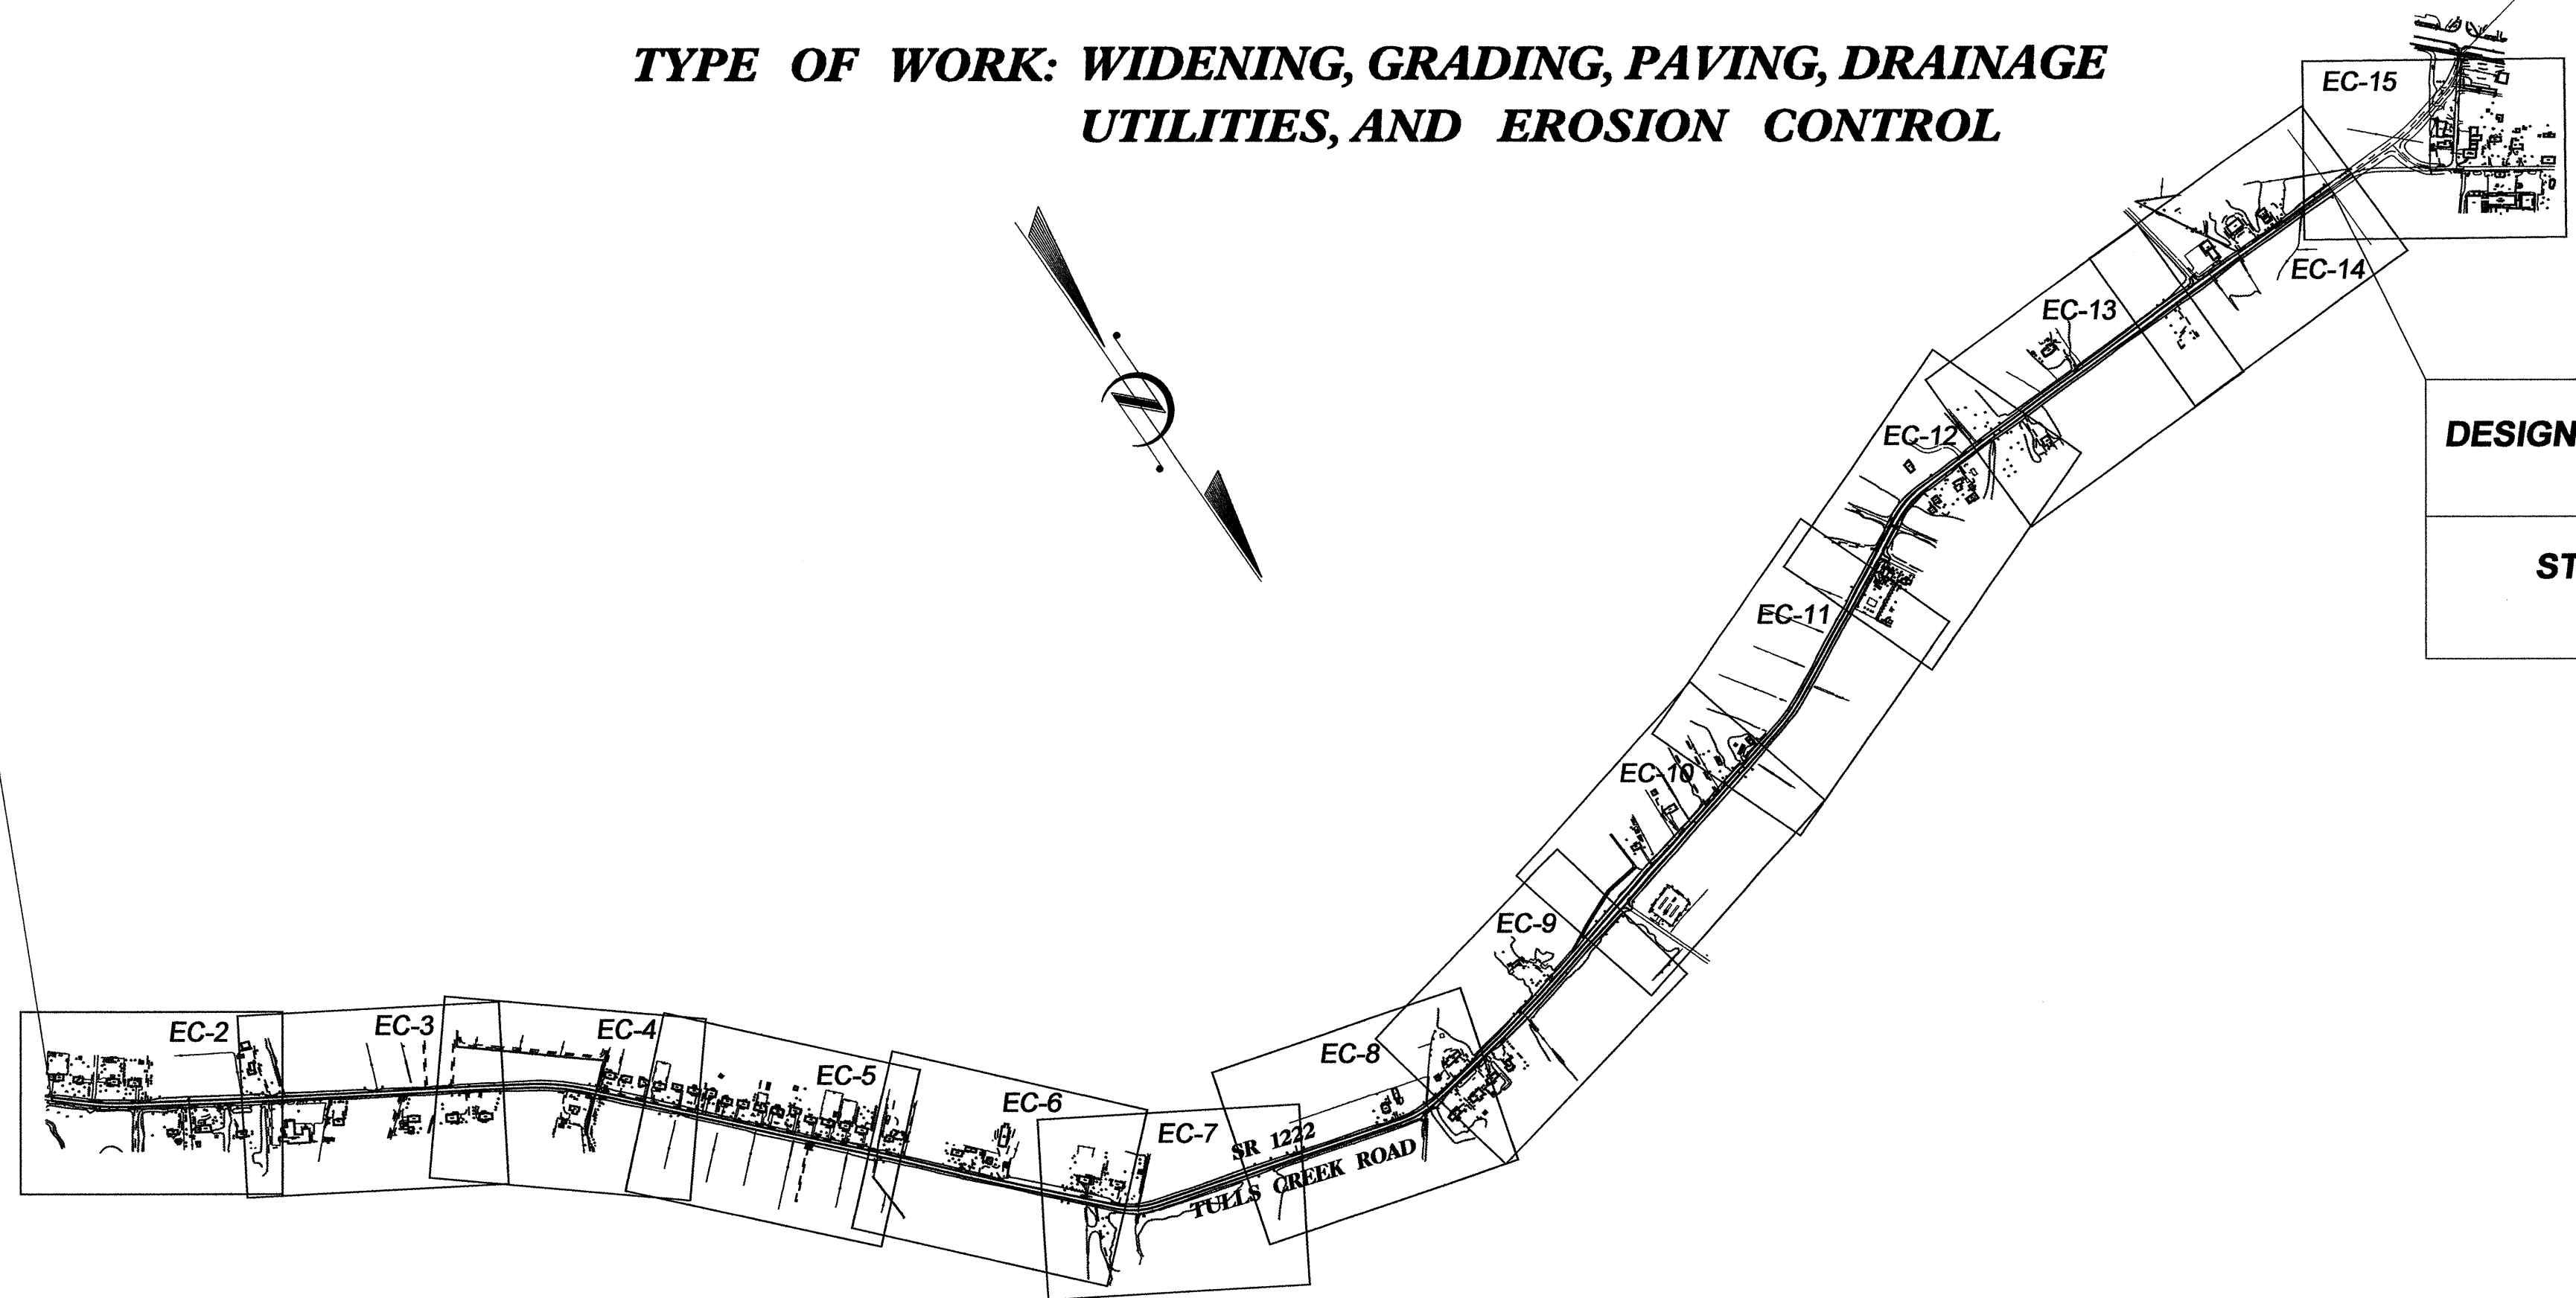 TYPE OF WORK: WIDENING, GRADING, PAVING, DRAINAGE
UTILITIES, AND EROSION CONTROL
EC-15
EC-14
EC-13
DESIGN
EC-12
ST
EC-11
EC-10
EC-9
EC-2
EC-3
EC-4
EC-5
EC-6
EC-7
EC-8
SR 1222
TULLS CREEK ROAD